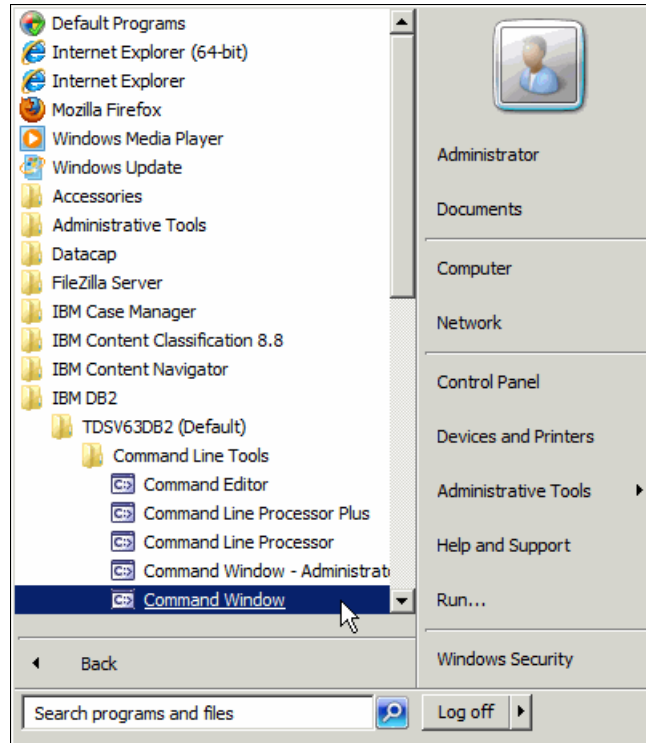 Default Programs
Internet Explorer (64-bit)
Internet Explorer
Mozilla Firefox
Windows Media Player
Windows Update
Accessories
Administrative Tools
Datacap
FileZilla Server
IBM Case Manager
IBM Content Classification 8.8
IBM Content Navigator
IBM DB2
TDSV63DB2 (Default)
Command Line Tools
C:> Command Editor
C:> Command Line Processor Plus
C:> Command Line Processor
C:> Command Window - Administrato
C:> Command Window
Back
Search programs and files
Administrator
Documents
Computer
Network
Control Panel
Devices and Printers
Administrative Tools
Help and Support
Run...
Windows Security
Log off